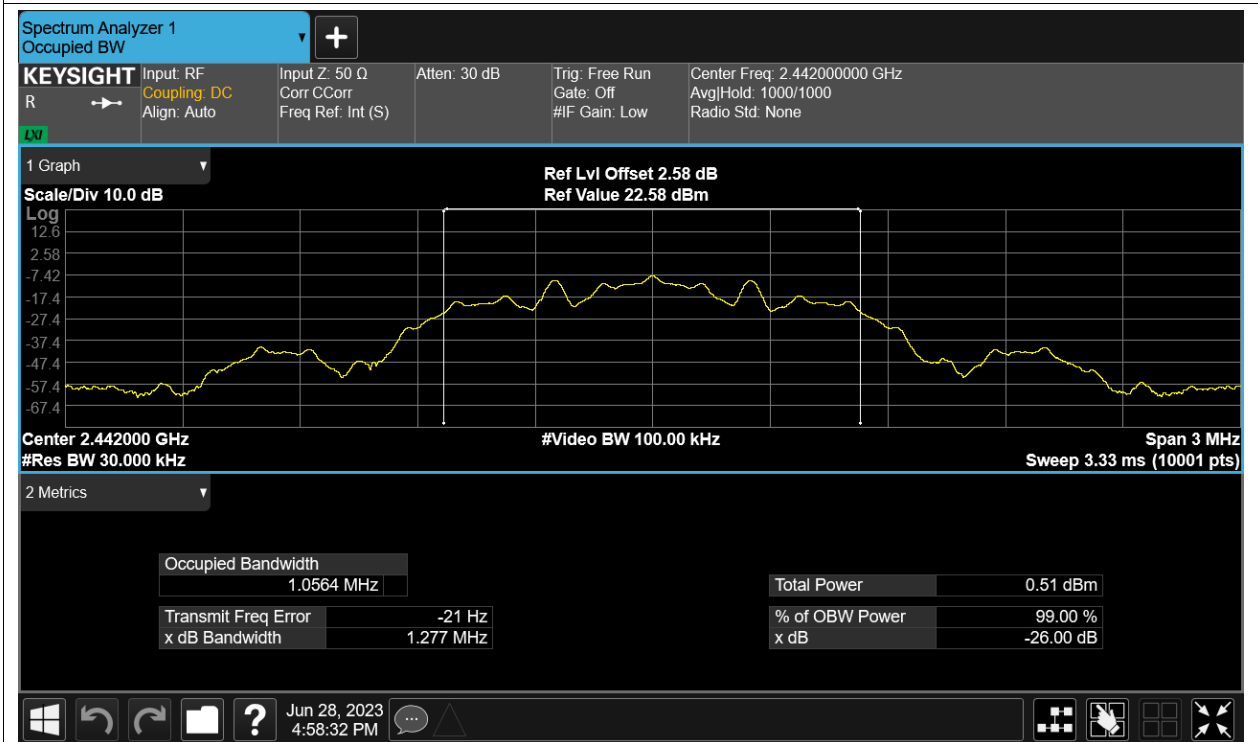 Spectrum Analyzer 1
Occupied BW
KEYSIGHT
R
LXI
Input: RF
Coupling: DC
Align: Auto
Input Z: 50 Ω
Corr CCorr
Freq Ref: Int (S)
Atten: 30 dB
Trig: Free Run
Gate: Off
#IF Gain: Low
Center Freq: 2.442000000 GHz
Avg|Hold: 1000/1000
Radio Std: None
1 Graph
Ref Lvl Offset 2.58 dB
Scale/Div 10.0 dB
Ref Value 22.58 dBm
Log
12.6
2.58
-7.42
-17.4
-27.4
-37.4
-47.4
-57.4
-67.4
Center 2.442000 GHz
#Video BW 100.00 kHz
Span 3 MHz
#Res BW 30.000 kHz
Sweep 3.33 ms (10001 pts)
2 Metrics
Occupied Bandwidth
1.0564 MHz
Total Power 0.51 dBm
Transmit Freq Error -21 Hz
% of OBW Power 99.00 %
x dB Bandwidth 1.277 MHz
x dB -26.00 dB
?
Jun 28, 2023
4:58:32 PM